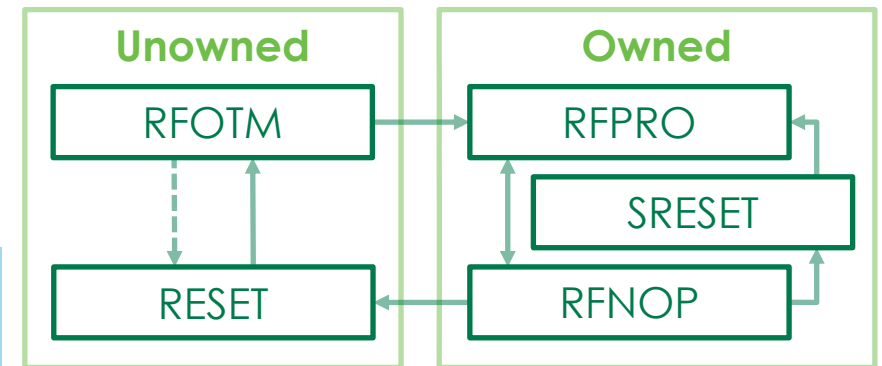 Unowned
RFOTM
RESET
Owned
RFPRO
SRESET
RFNOP